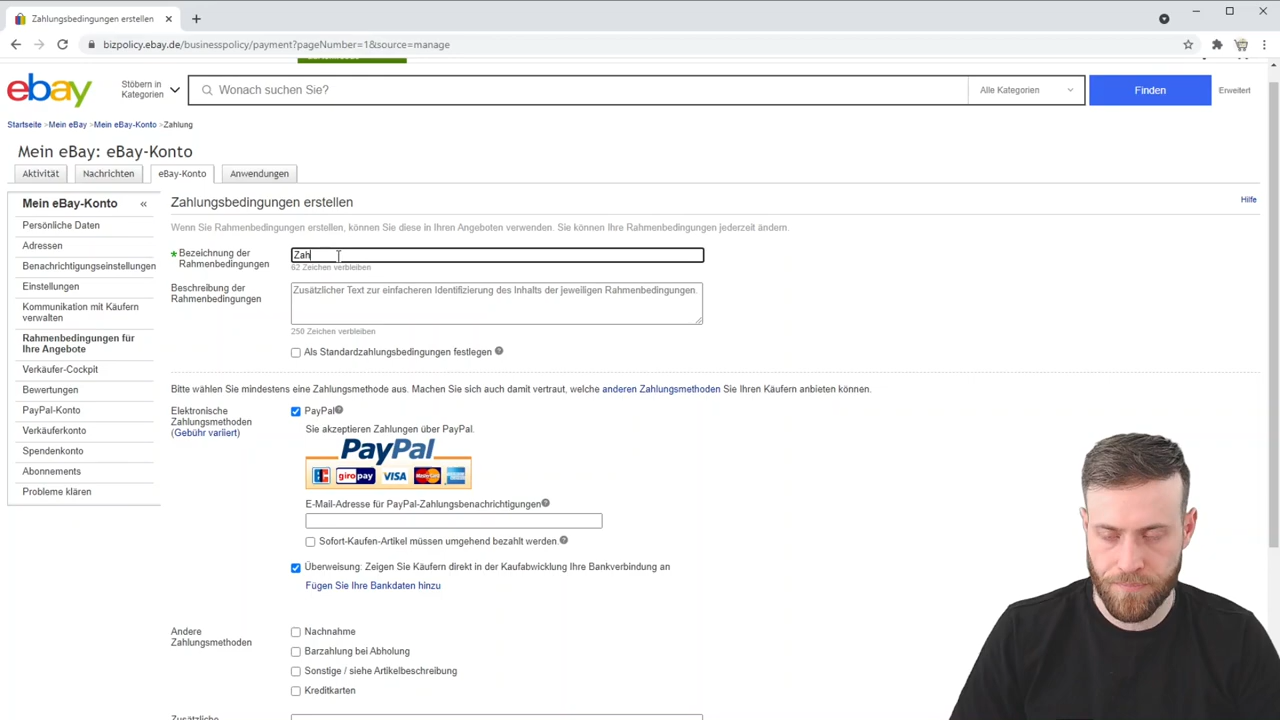 Zahlungsbedingungen erstellen
bizpolicy.ebay.de/businesspolicy/payment?pageNumber=1&source=manage
ebay
Stöbern in
Kategorien
Wonach suchen Sie?
Alle Kategorien
Finden
Erweitert
Startseite >Mein eBay >Mein eBay-Konto >Zahlung
Mein eBay: eBay-Konto
Aktivität
Nachrichten
eBay-Konto
Anwendungen
Mein eBay-Konto «
Persönliche Daten
Adressen
Benachrichtigungseinstellungen
Einstellungen
Kommunikation mit Käufern
verwalten
Rahmenbedingungen für
Ihre Angebote
Verkäufer-Cockpit
Bewertungen
PayPal-Konto
Verkäuferkonto
Spendenkonto
Abonnements
Probleme klären
Zahlungsbedingungen erstellen
Hilfe
Wenn Sie Rahmenbedingungen erstellen, können Sie diese in Ihren Angeboten verwenden. Sie können Ihre Rahmenbedingungen jederzeit ändern.
* Bezeichnung der
Rahmenbedingungen
Zah
62 Zeichen verbleiben
Beschreibung der
Rahmenbedingungen
Zusätzlicher Text zur einfacheren Identifizierung des Inhalts der jeweiligen Rahmenbedingungen.
250 Zeichen verbleiben
Als Standardzahlungsbedingungen festlegen
Bitte wählen Sie mindestens eine Zahlungsmethode aus. Machen Sie sich auch damit vertraut, welche anderen Zahlungsmethoden Sie Ihren Käufern anbieten können.
Elektronische
Zahlungsmethoden
(Gebühr variiert)
PayPal
Sie akzeptieren Zahlungen über PayPal.
PayPal
giropay VISA MasterCard
E-Mail-Adresse für PayPal-Zahlungsbenachrichtigungen
Sofort-Kaufen-Artikel müssen umgehend bezahlt werden.
Überweisung: Zeigen Sie Käufern direkt in der Kaufabwicklung Ihre Bankverbindung an
Fügen Sie Ihre Bankdaten hinzu
Andere
Zahlungsmethoden
Nachnahme
Barzahlung bei Abholung
Sonstige / siehe Artikelbeschreibung
Kreditkarten
Zusätzliche